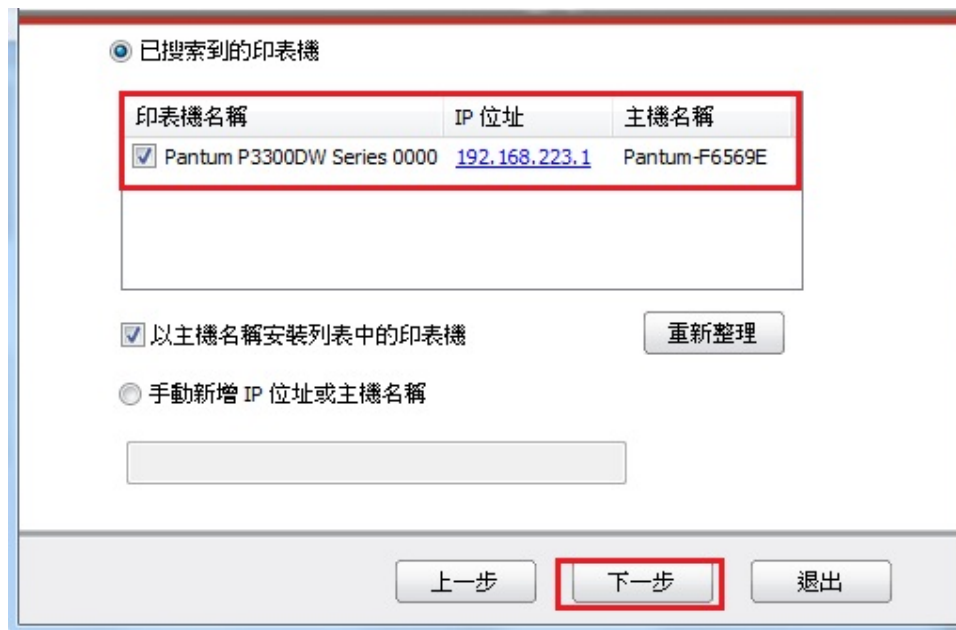 已搜索到的印表機
印表機名稱 IP 位址 主機名稱
Pantum P3300DW Series 0000 192.168.223.1 Pantum-F6569E
以主機名稱安裝列表中的印表機 重新整理
手動新增 IP 位址或主機名稱
上一步 下一步 退出